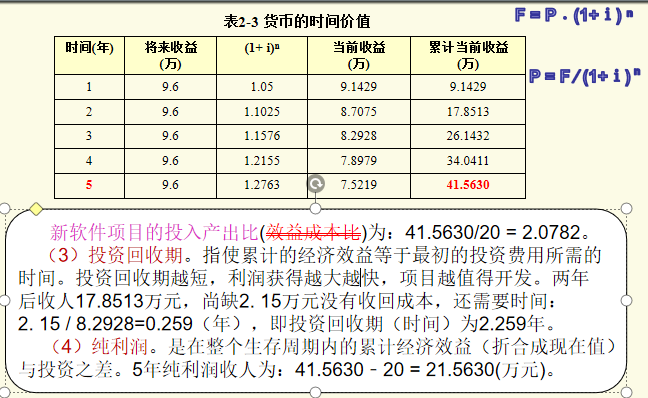 表2-3 货币的时间价值
F = P · (1+ i) ⁿ
P = F/(1+ i) ⁿ
时间(年) 将来收益(万) (1+ i)ⁿ 当前收益(万) 累计当前收益(万)
1 9.6 1.05 9.1429 9.1429
2 9.6 1.1025 8.7075 17.8513
3 9.6 1.1576 8.2928 26.1432
4 9.6 1.2155 7.8979 34.0411
5 9.6 1.2763 7.5219 41.5630
新软件项目的投入产出比(效益成本比)为：41.5630/20 = 2.0782。
（3）投资回收期。指使累计的经济效益等于最初的投资费用所需的
时间。投资回收期越短，利润获得越大越快，项目越值得开发。两年
后收人17.8513万元，尚缺2. 15万元没有收回成本，还需要时间：
2. 15 / 8.2928=0.259（年），即投资回收期（时间）为2.259年。
（4）纯利润。是在整个生存周期内的累计经济效益（折合成现在值）
与投资之差。5年纯利润收人为：41.5630 - 20 = 21.5630(万元)。